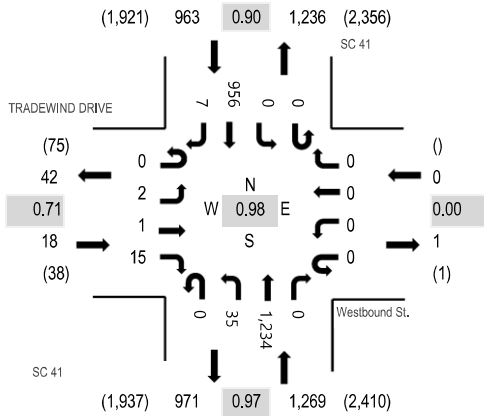 (1,921) 963 0.90 1,236 (2,356)
SC 41
7 956 0 0
TRADEWIND DRIVE
(75) 0 0 ()
42 2 N 0 0
0.71 W 0.98 E 0.00
1 0
18 S 1
15 0
(38) (1)
0 35 1,234 0
Westbound St.
SC 41
(1,937) 971 0.97 1,269 (2,410)